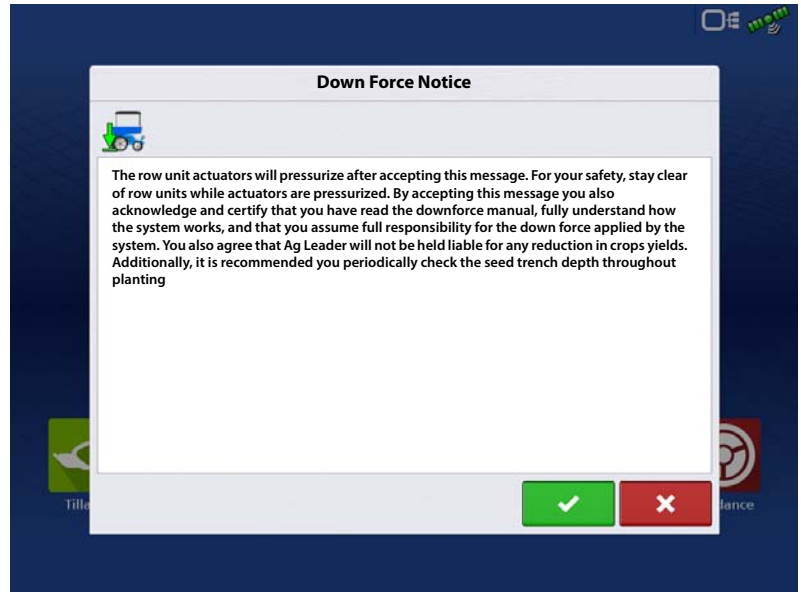 Down Force Notice
The row unit actuators will pressurize after accepting this message. For your safety, stay clear
of row units while actuators are pressurized. By accepting this message you also
acknowledge and certify that you have read the downforce manual, fully understand how
the system works, and that you assume full responsibility for the down force applied by the
system. You also agree that Ag Leader will not be held liable for any reduction in crops yields.
Additionally, it is recommended you periodically check the seed trench depth throughout
planting